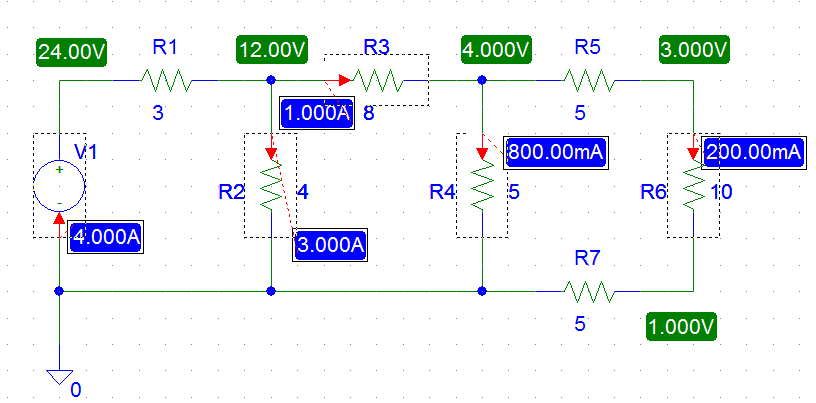 24.00V R1 12.00V R3 4.000V R5 3.000V
3 1.000A 8 5
V1 800.00mA 200.00mA
+ R2 4 R4 5 R6 10
-
4.000A 3.000A
R7
5 1.000V
0